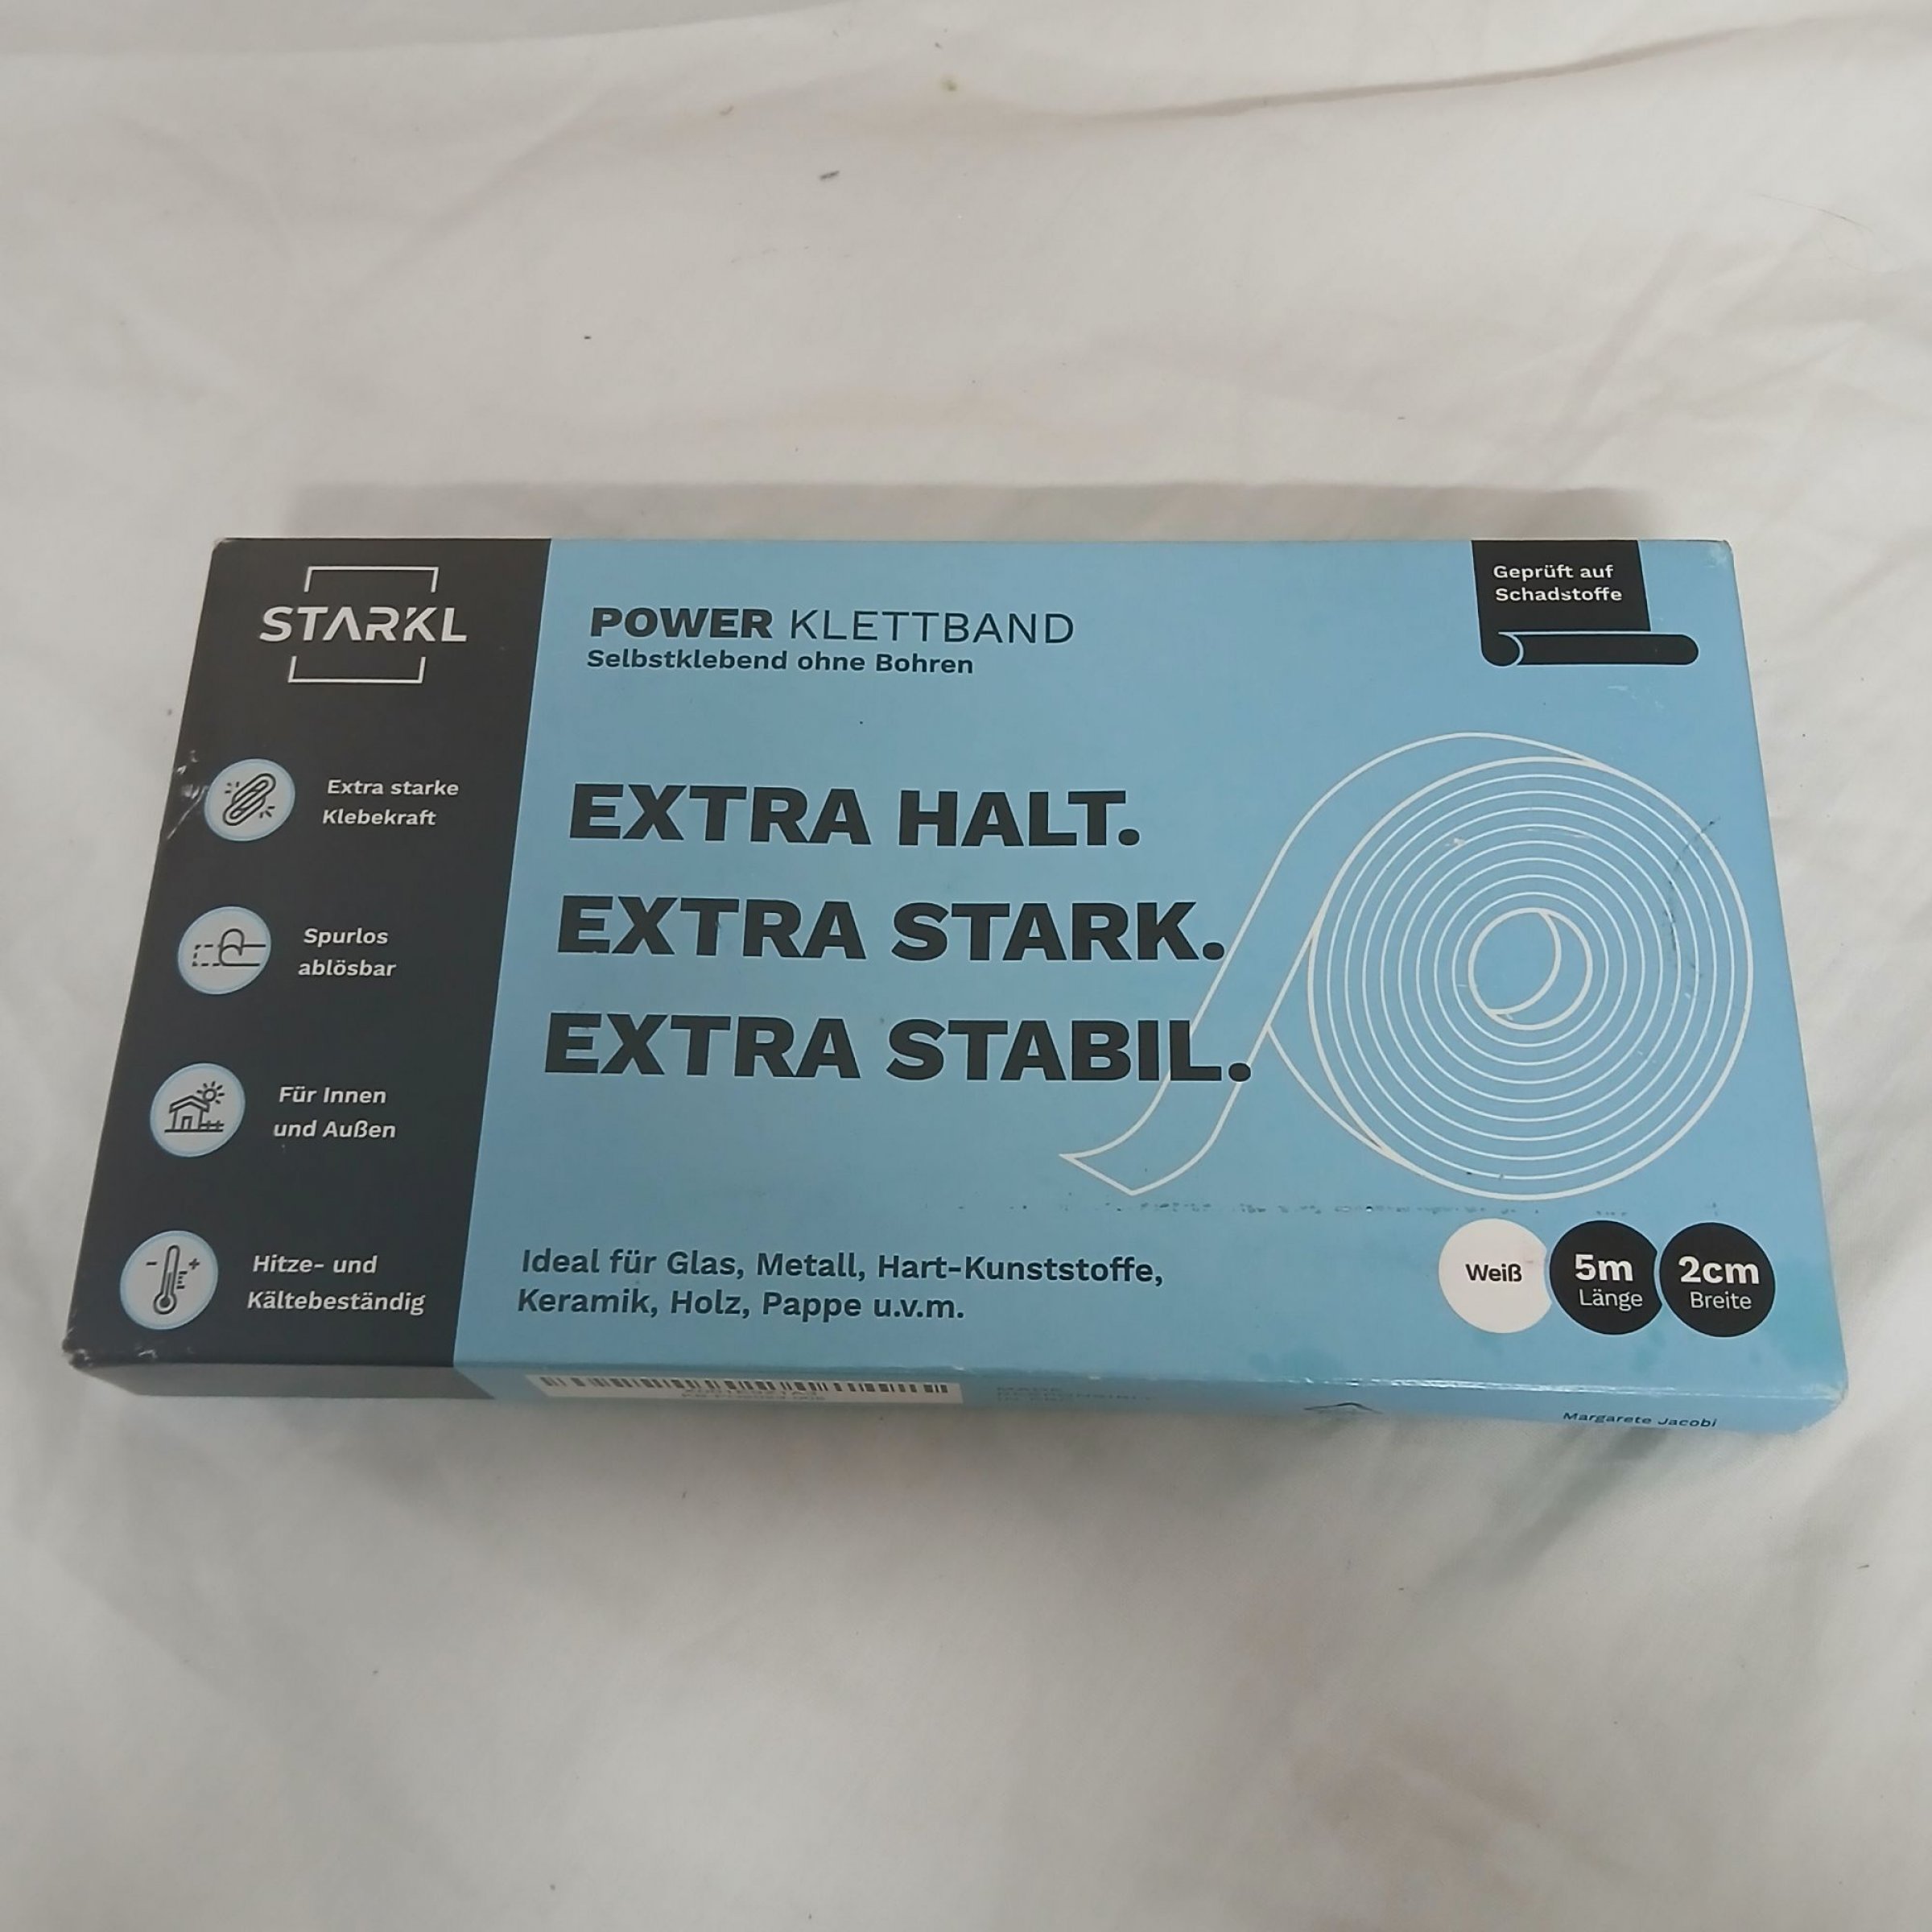 STARKL
Extra starke
Klebekraft
Spurlos
ablösbar
Für Innen
und Außen
Hitze- und
Kältebeständig
POWER KLETTBAND
Selbstklebend ohne Bohren
Geprüft auf
Schadstoffe
EXTRA HALT.
EXTRA STARK.
EXTRA STABIL.
Ideal für Glas, Metall, Hart-Kunststoffe,
Keramik, Holz, Pappe u.v.m.
Weiß
5m
Länge
2cm
Breite
Margarete Jacobi